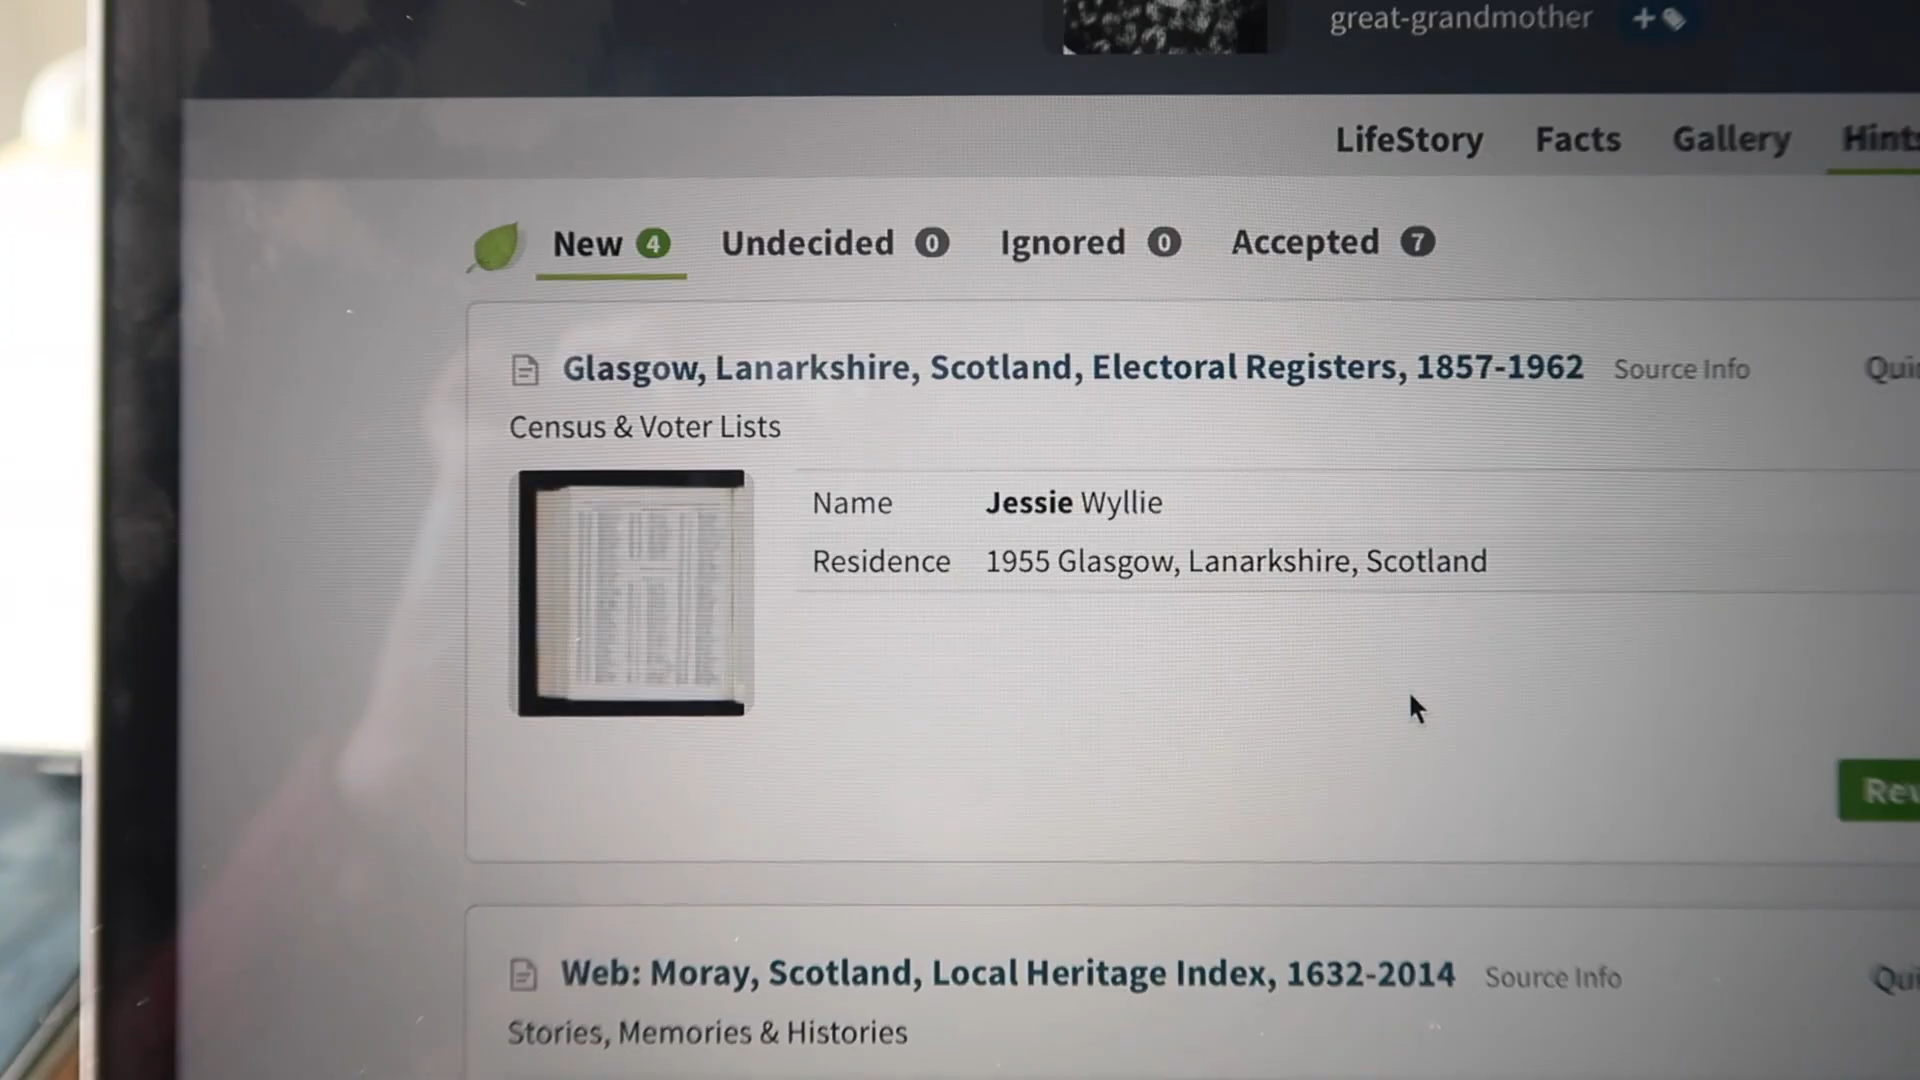 great-grandmother
LifeStory Facts Gallery Hints
New 4 Undecided 0 Ignored 0 Accepted 7
Glasgow, Lanarkshire, Scotland, Electoral Registers, 1857-1962 Source Info
Census & Voter Lists
Name Jessie Wyllie
Residence 1955 Glasgow, Lanarkshire, Scotland
Web: Moray, Scotland, Local Heritage Index, 1632-2014 Source Info
Stories, Memories & Histories